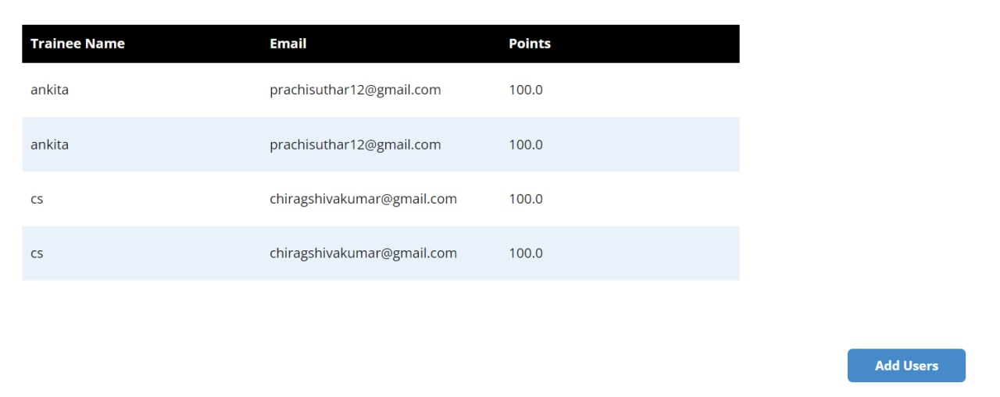 Trainee Name Email Points
ankita prachisuthar12@gmail.com 100.0
ankita prachisuthar12@gmail.com 100.0
cs chiragshivakumar@gmail.com 100.0
cs chiragshivakumar@gmail.com 100.0
Add Users